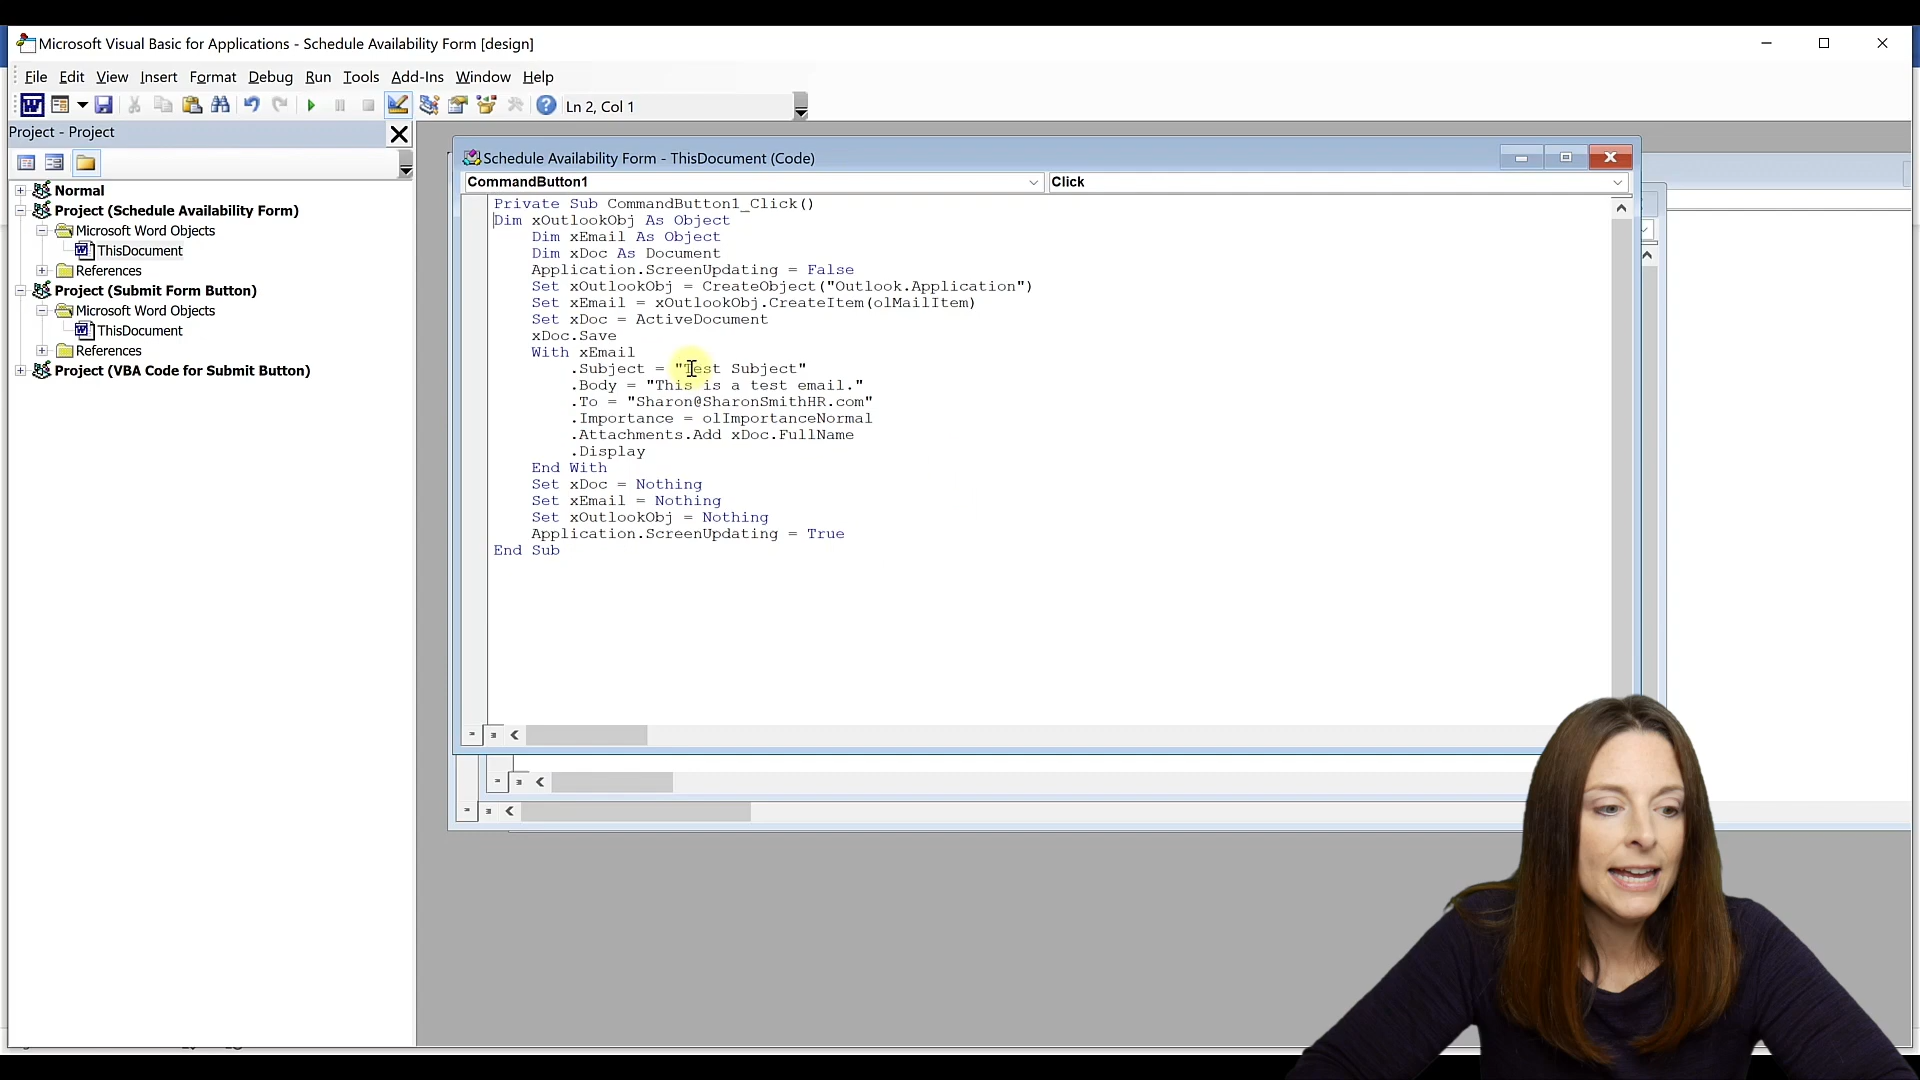 Microsoft Visual Basic for Applications - Schedule Availability Form [design]
File Edit View Insert Format Debug Run Tools Add-Ins Window Help
Ln 2, Col 1
Project - Project
Normal
Project (Schedule Availability Form)
Microsoft Word Objects
ThisDocument
References
Project (Submit Form Button)
Microsoft Word Objects
ThisDocument
References
Project (VBA Code for Submit Button)
Schedule Availability Form - ThisDocument (Code)
CommandButton1 Click
Private Sub CommandButton1_Click()
Dim xOutlookObj As Object
Dim xEmail As Object
Dim xDoc As Document
Application.ScreenUpdating = False
Set xOutlookObj = CreateObject("Outlook.Application")
Set xEmail = xOutlookObj.CreateItem(olMailItem)
Set xDoc = ActiveDocument
xDoc.Save
With xEmail
.Subject = "Test Subject"
.Body = "This is a test email."
.To = "Sharon@SharonSmithHR.com"
.Importance = olImportanceNormal
.Attachments.Add xDoc.FullName
.Display
End With
Set xDoc = Nothing
Set xEmail = Nothing
Set xOutlookObj = Nothing
Application.ScreenUpdating = True
End Sub